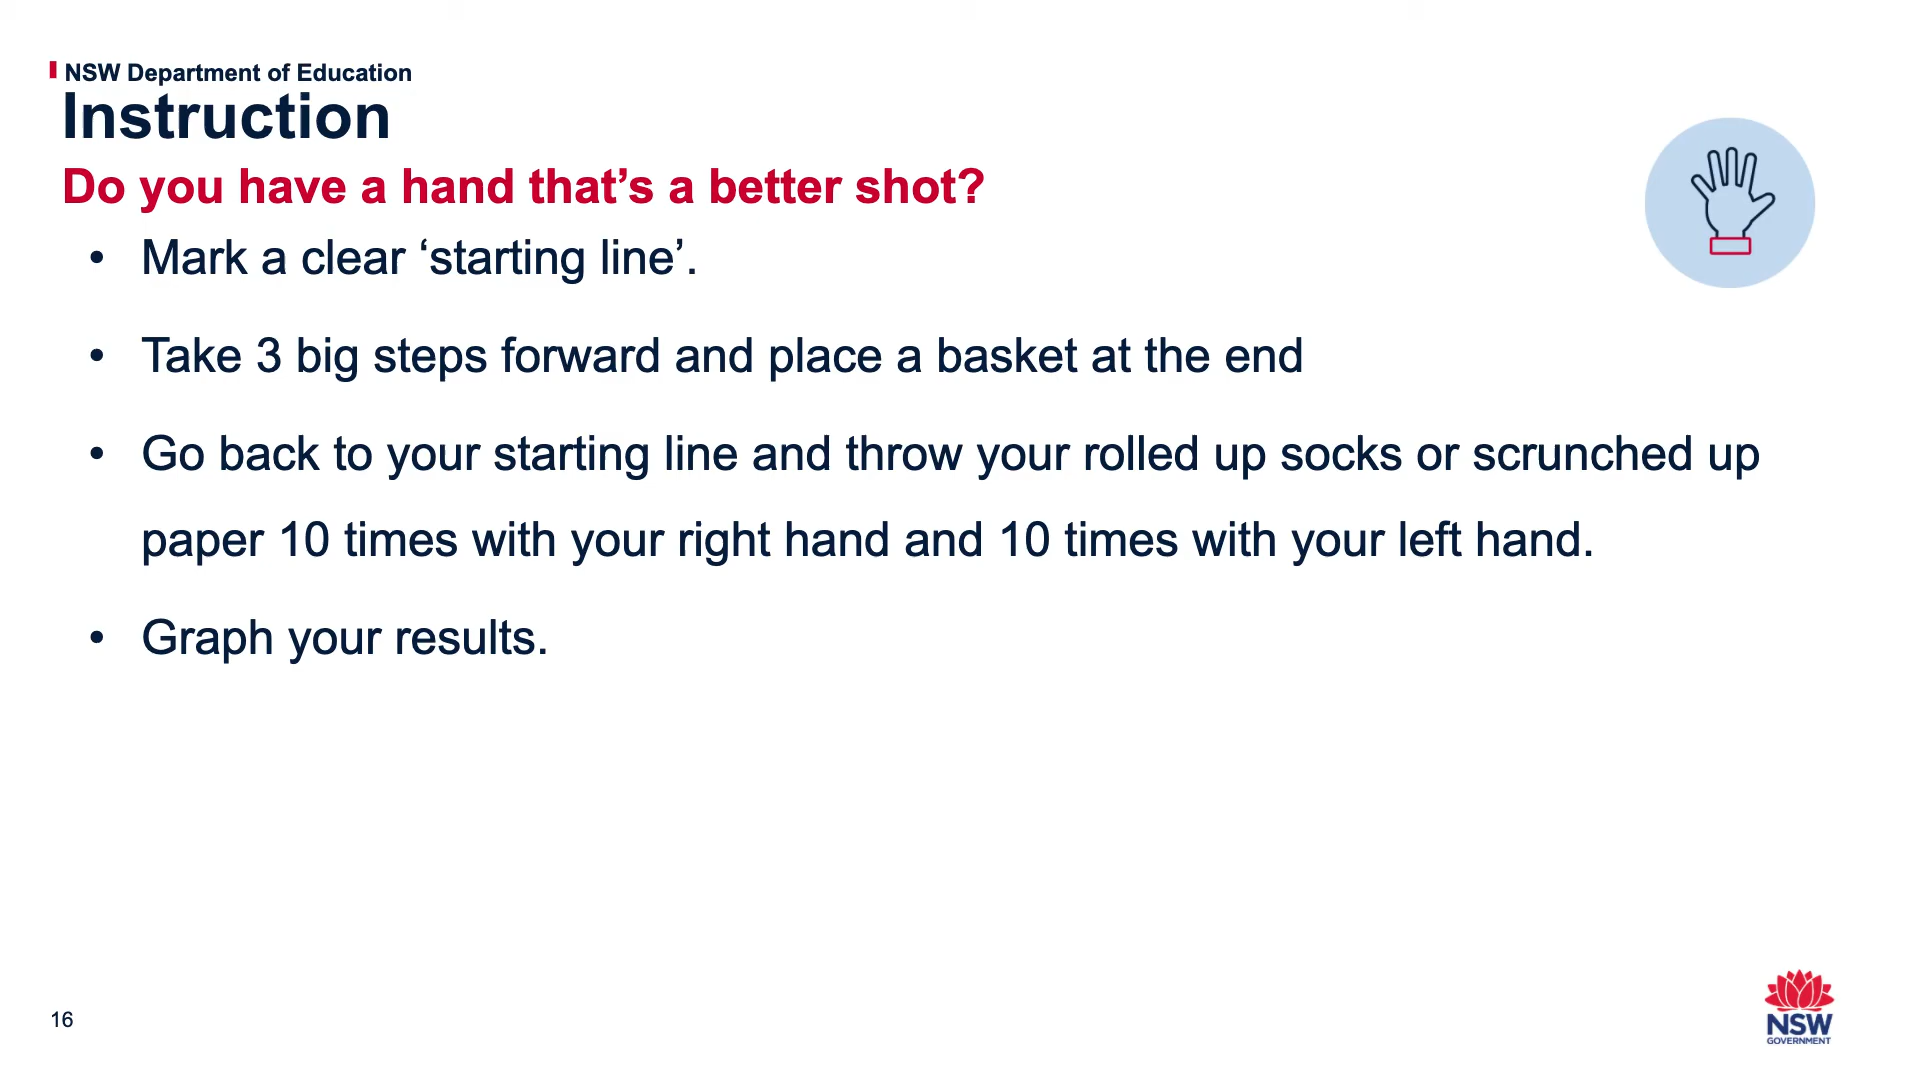 NSW Department of Education
Instruction
Do you have a hand that’s a better shot?
• Mark a clear ‘starting line’.
• Take 3 big steps forward and place a basket at the end
• Go back to your starting line and throw your rolled up socks or scrunched up
paper 10 times with your right hand and 10 times with your left hand.
• Graph your results.
16
NSW
GOVERNMENT